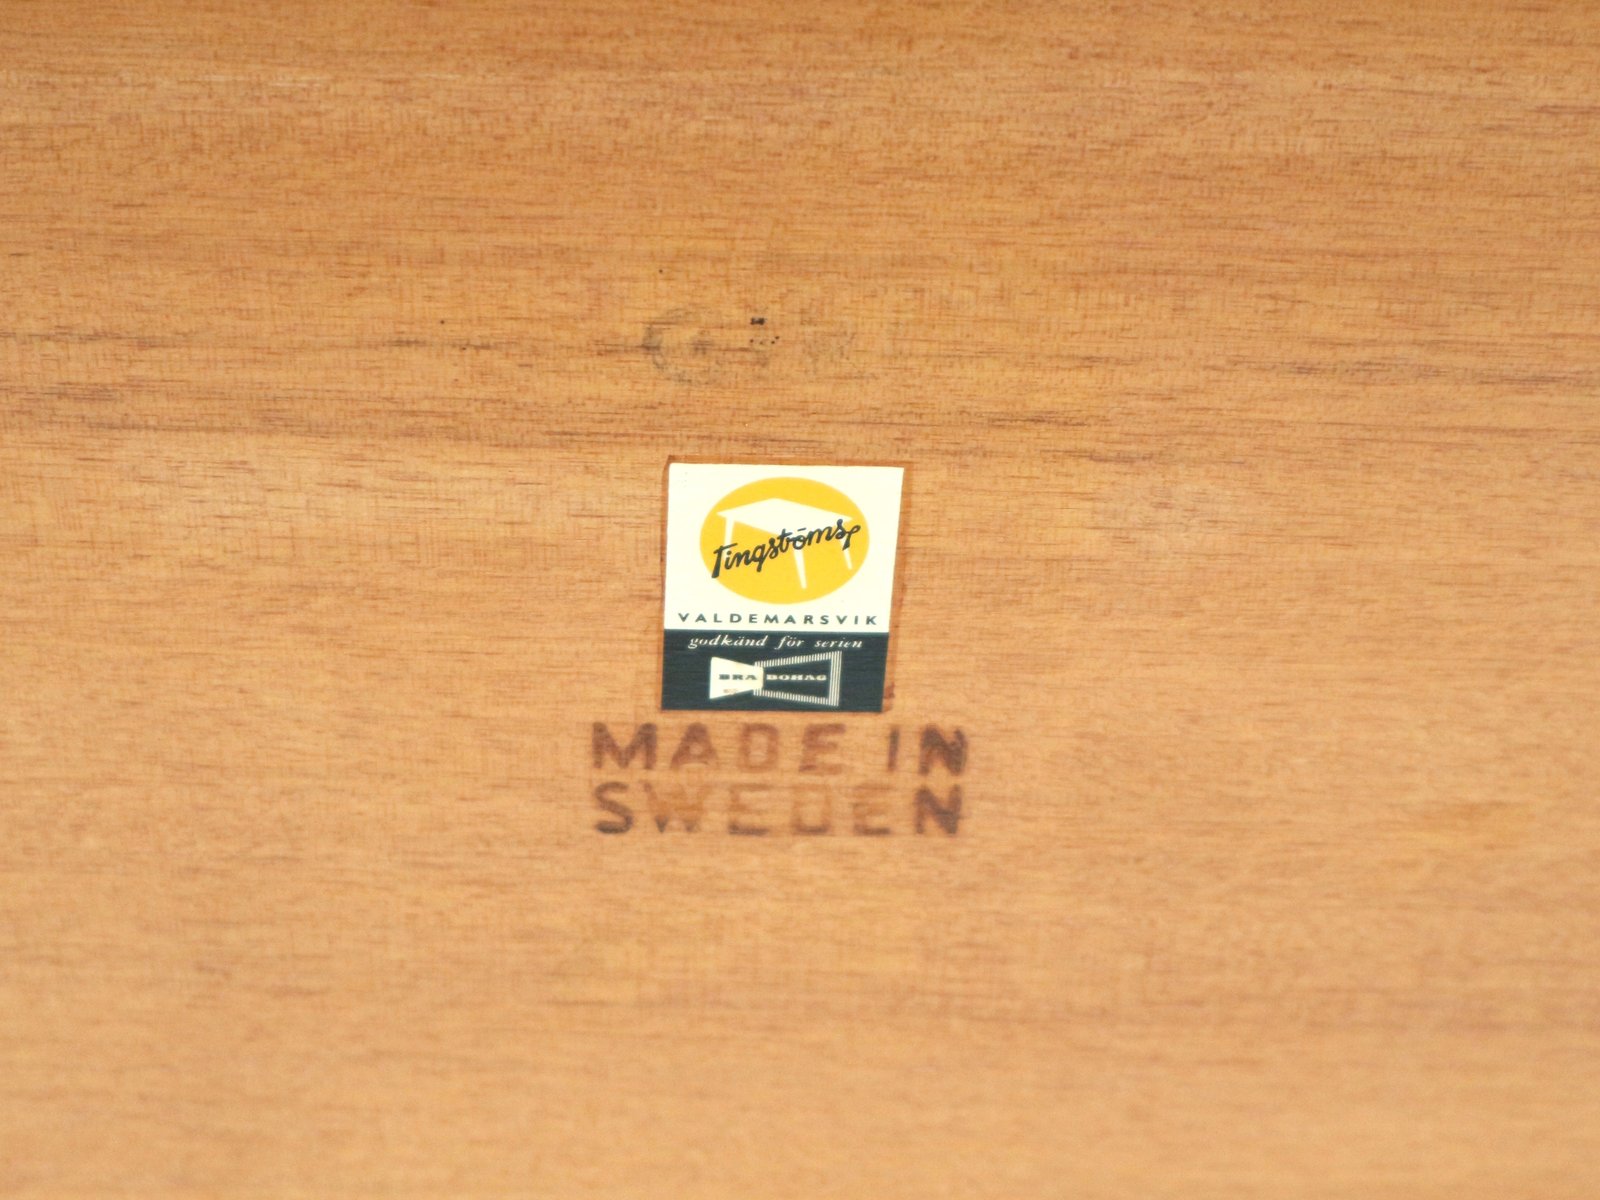 Tingströms
VALDEMARSVIK
godkänd för serien
BRA BOHAG
MADE IN
SWEDEN